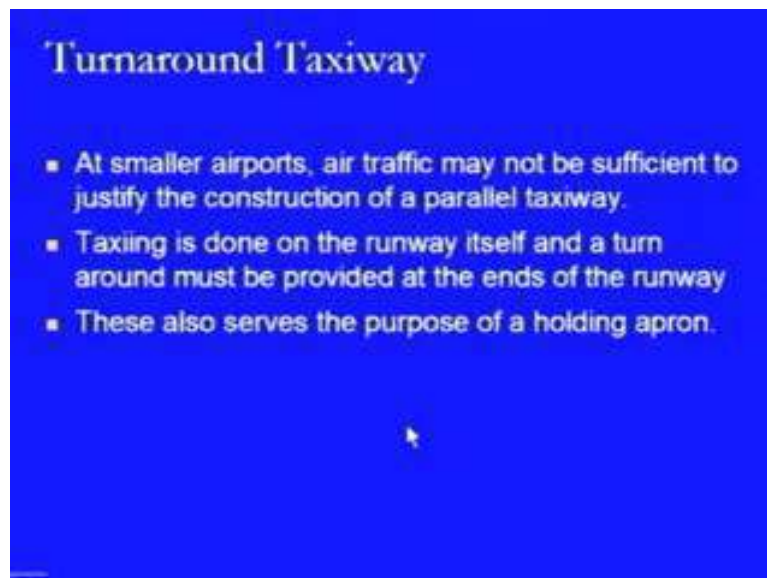 Turnaround Taxiway
At smaller airports, air traffic may not be sufficient to
justify the construction of a parallel taxiway.
Taxiing is done on the runway itself and a turn
around must be provided at the ends of the runway
These also serves the purpose of a holding apron.